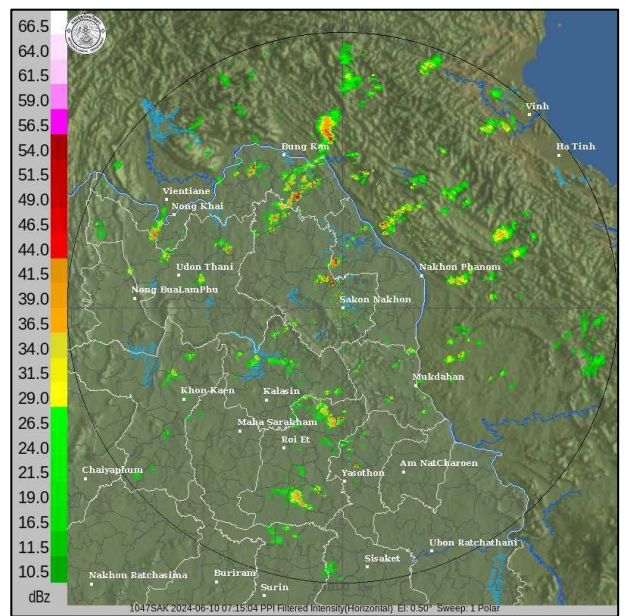 66.5
64.0
61.5
59.0
56.5
54.0
51.5
49.0
46.5
44.0
41.5
39.0
36.5
34.0
31.5
29.0
26.5
24.0
21.5
19.0
16.5
13.5
11.5
10.5
dBz
Vinh
Ha Tinh
Bung Kan
Vientiane
Nong Khai
Udon Thani
Nakhon Phanom
Nong BuaLamPhu
Sakon Nakhon
Mukdahan
Khon Kaen
Kalasin
Maha Sarakham
Roi Et
Chaiyaphum
Yasothon
Am NatCharoen
Ubon Ratchathani
Sisaket
Nakhon Ratchasima
Buriram
Surin
1047SAK 2024-06-10 07:15:04 PPI Filtered Intensity(Horizontal) El: 0.50° Sweep: 1 Polar